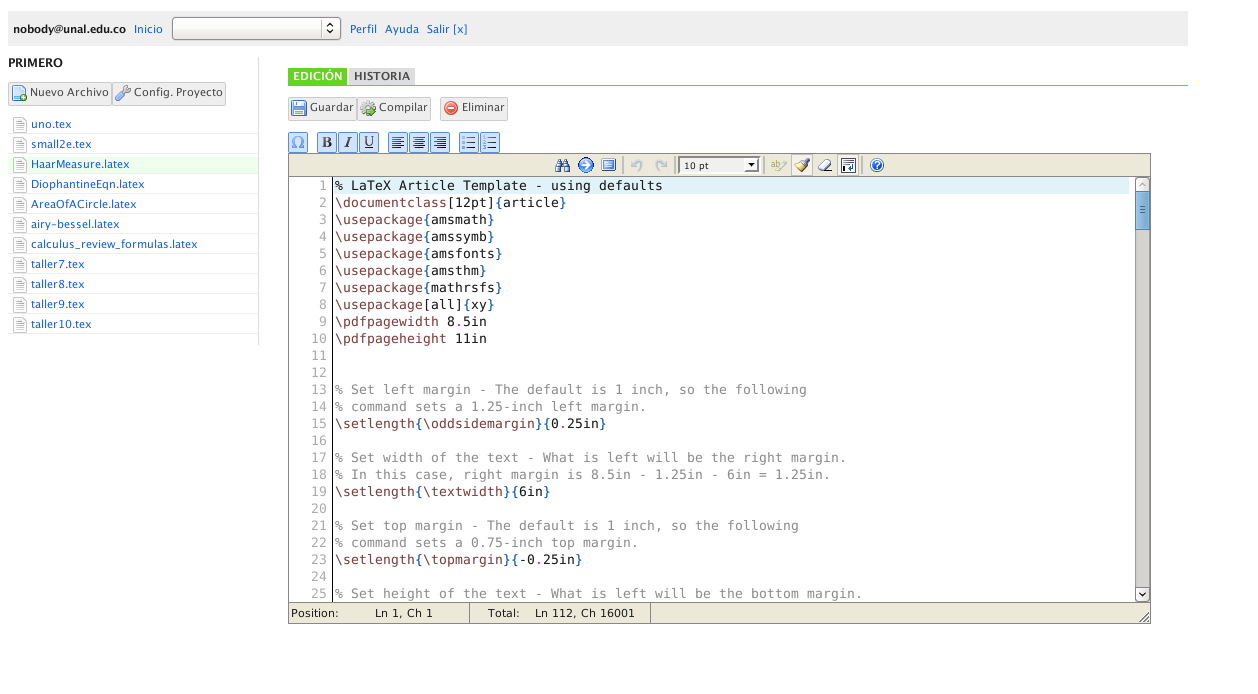 nobody@unal.edu.co Inicio Perfil Ayuda Salir [x]
PRIMERO
Nuevo Archivo Config. Proyecto
uno.tex
small2e.tex
HaarMeasure.latex
DiophantineEqn.latex
AreaOfACircle.latex
airy-bessel.latex
calculus_review_formulas.latex
taller7.tex
taller8.tex
taller9.tex
taller10.tex
EDICIÓN HISTORIA
Guardar Compilar Eliminar
Ω B I U
10 pt
1 % LaTeX Article Template - using defaults
2 \documentclass[12pt]{article}
3 \usepackage{amsmath}
4 \usepackage{amssymb}
5 \usepackage{amsfonts}
6 \usepackage{amsthm}
7 \usepackage{mathrsfs}
8 \usepackage[all]{xy}
9 \pdfpagewidth 8.5in
10 \pdfpageheight 11in
11
12
13 % Set left margin - The default is 1 inch, so the following
14 % command sets a 1.25-inch left margin.
15 \setlength{\oddsidemargin}{0.25in}
16
17 % Set width of the text - What is left will be the right margin.
18 % In this case, right margin is 8.5in - 1.25in - 6in = 1.25in.
19 \setlength{\textwidth}{6in}
20
21 % Set top margin - The default is 1 inch, so the following
22 % command sets a 0.75-inch top margin.
23 \setlength{\topmargin}{-0.25in}
24
25 % Set height of the text - What is left will be the bottom margin.
Position: Ln 1, Ch 1 Total: Ln 112, Ch 16001